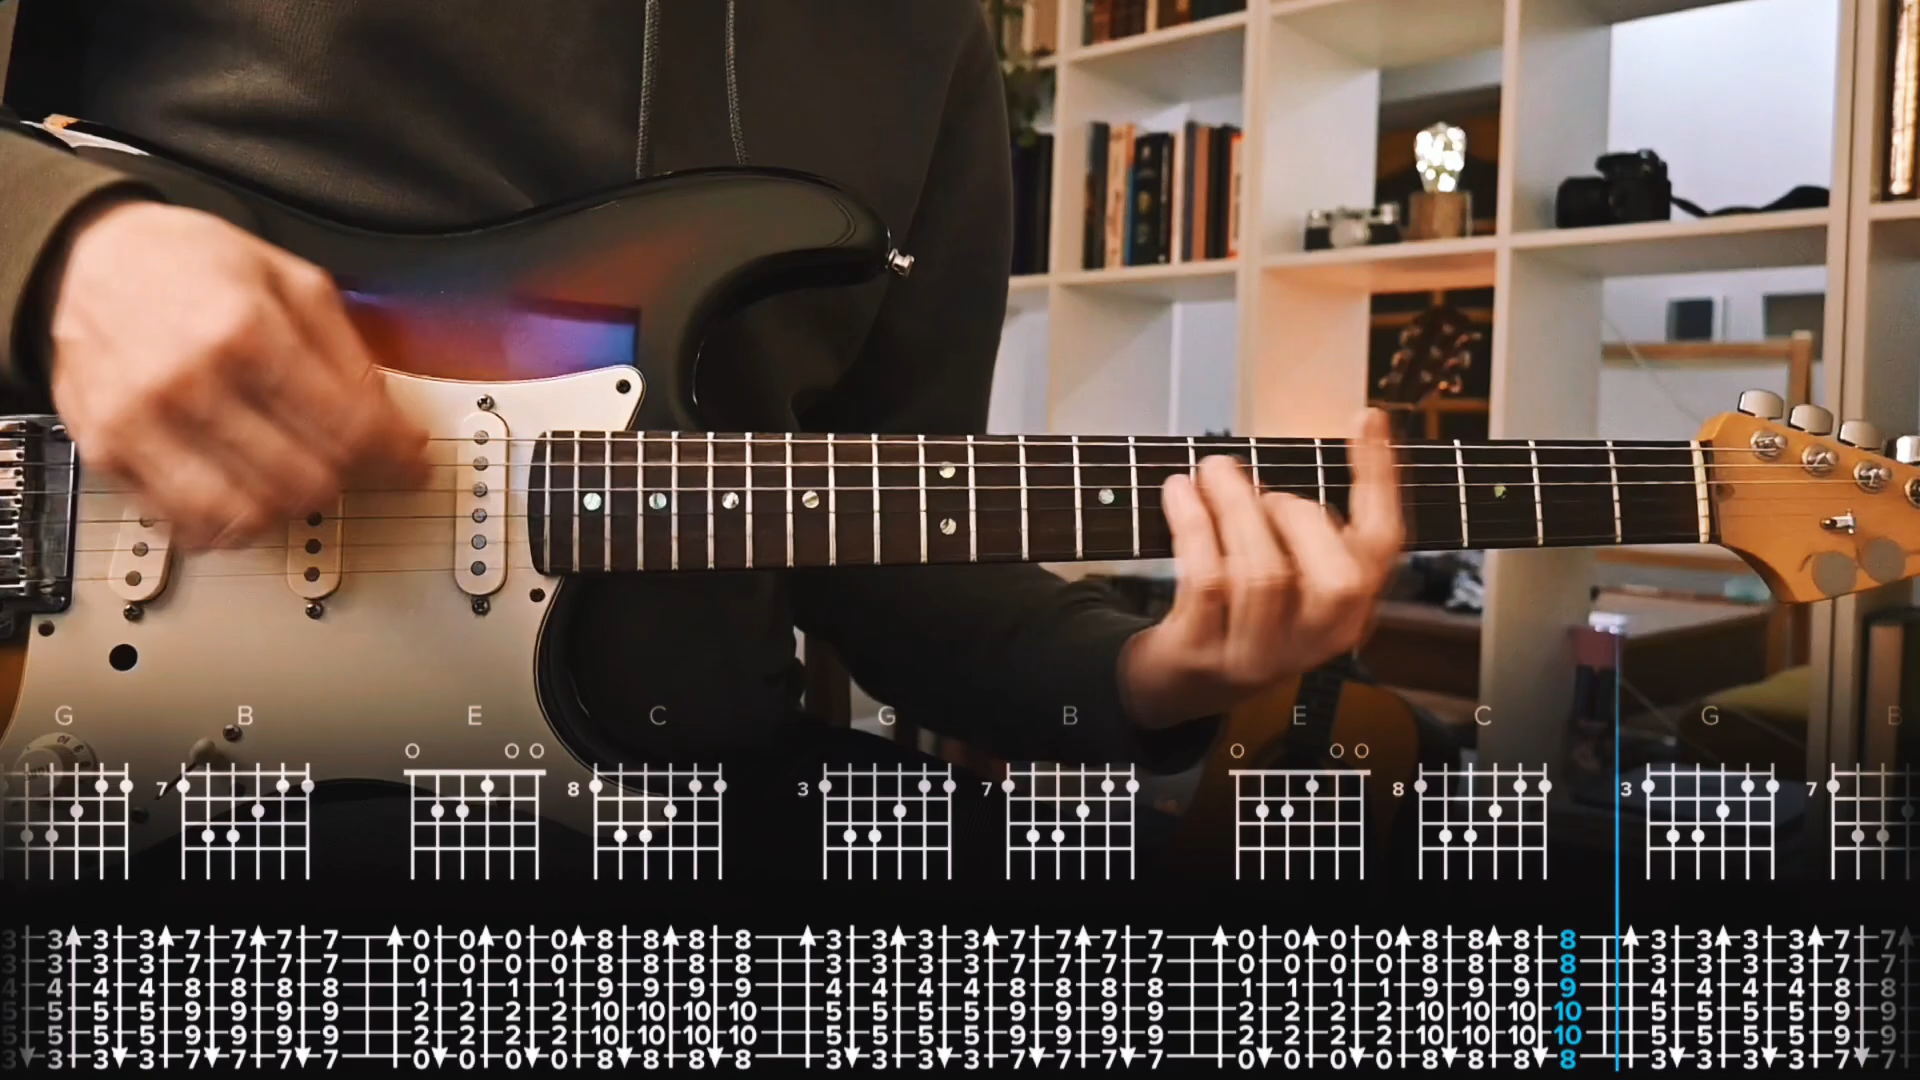 G B E C G B E C G B
O O O O O O
7 8 3 7 8 3 7
3 3 3 3 7 7 7 7 0 0 0 0 8 8 8 8 3 3 3 3 7 7 7 7 0 0 0 0 8 8 8 8 3 3 3 3 7 7
3 3 3 3 7 7 7 7 0 0 0 0 8 8 8 8 3 3 3 3 7 7 7 7 0 0 0 0 8 8 8 8 3 3 3 3 7 7
4 4 4 4 8 8 8 8 1 1 1 1 9 9 9 9 4 4 4 4 8 8 8 8 1 1 1 1 9 9 9 9 4 4 4 4 8 8
5 5 5 5 9 9 9 9 2 2 2 2 10 10 10 10 5 5 5 5 9 9 9 9 2 2 2 2 10 10 10 10 5 5 5 5 9 9
5 5 5 5 9 9 9 9 2 2 2 2 10 10 10 10 5 5 5 5 9 9 9 9 2 2 2 2 10 10 10 10 5 5 5 5 9 9
3 3 3 3 7 7 7 7 0 0 0 0 8 8 8 8 3 3 3 3 7 7 7 7 0 0 0 0 8 8 8 8 3 3 3 3 7 7